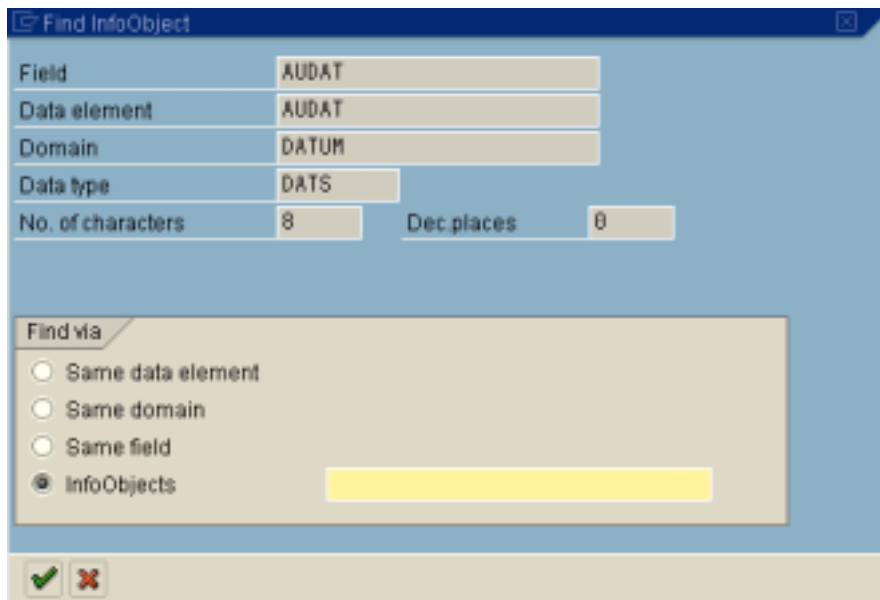 Find InfoObject
Field AUDAT
Data element AUDAT
Domain DATUM
Data type DATS
No. of characters 8 Dec.places 0
Find via
Same data element
Same domain
Same field
InfoObjects